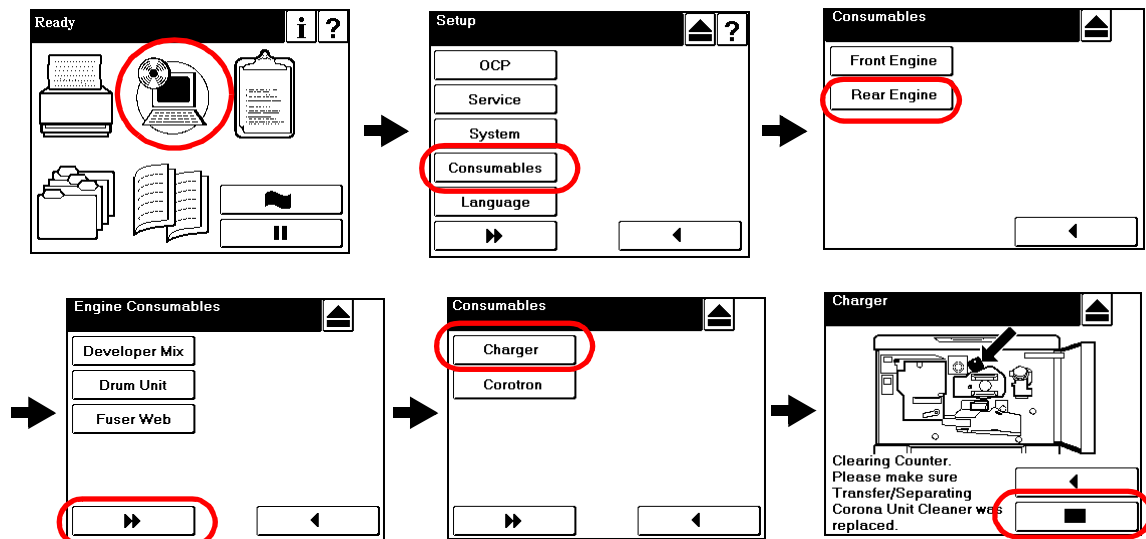 Ready
i ?
Setup
?
OCP
Service
System
Consumables
Language
Consumables
Front Engine
Rear Engine
Engine Consumables
Developer Mix
Drum Unit
Fuser Web
Consumables
Charger
Corotron
Charger
Clearing Counter.
Please make sure
Transfer/Separating
Corona Unit Cleaner was
replaced.